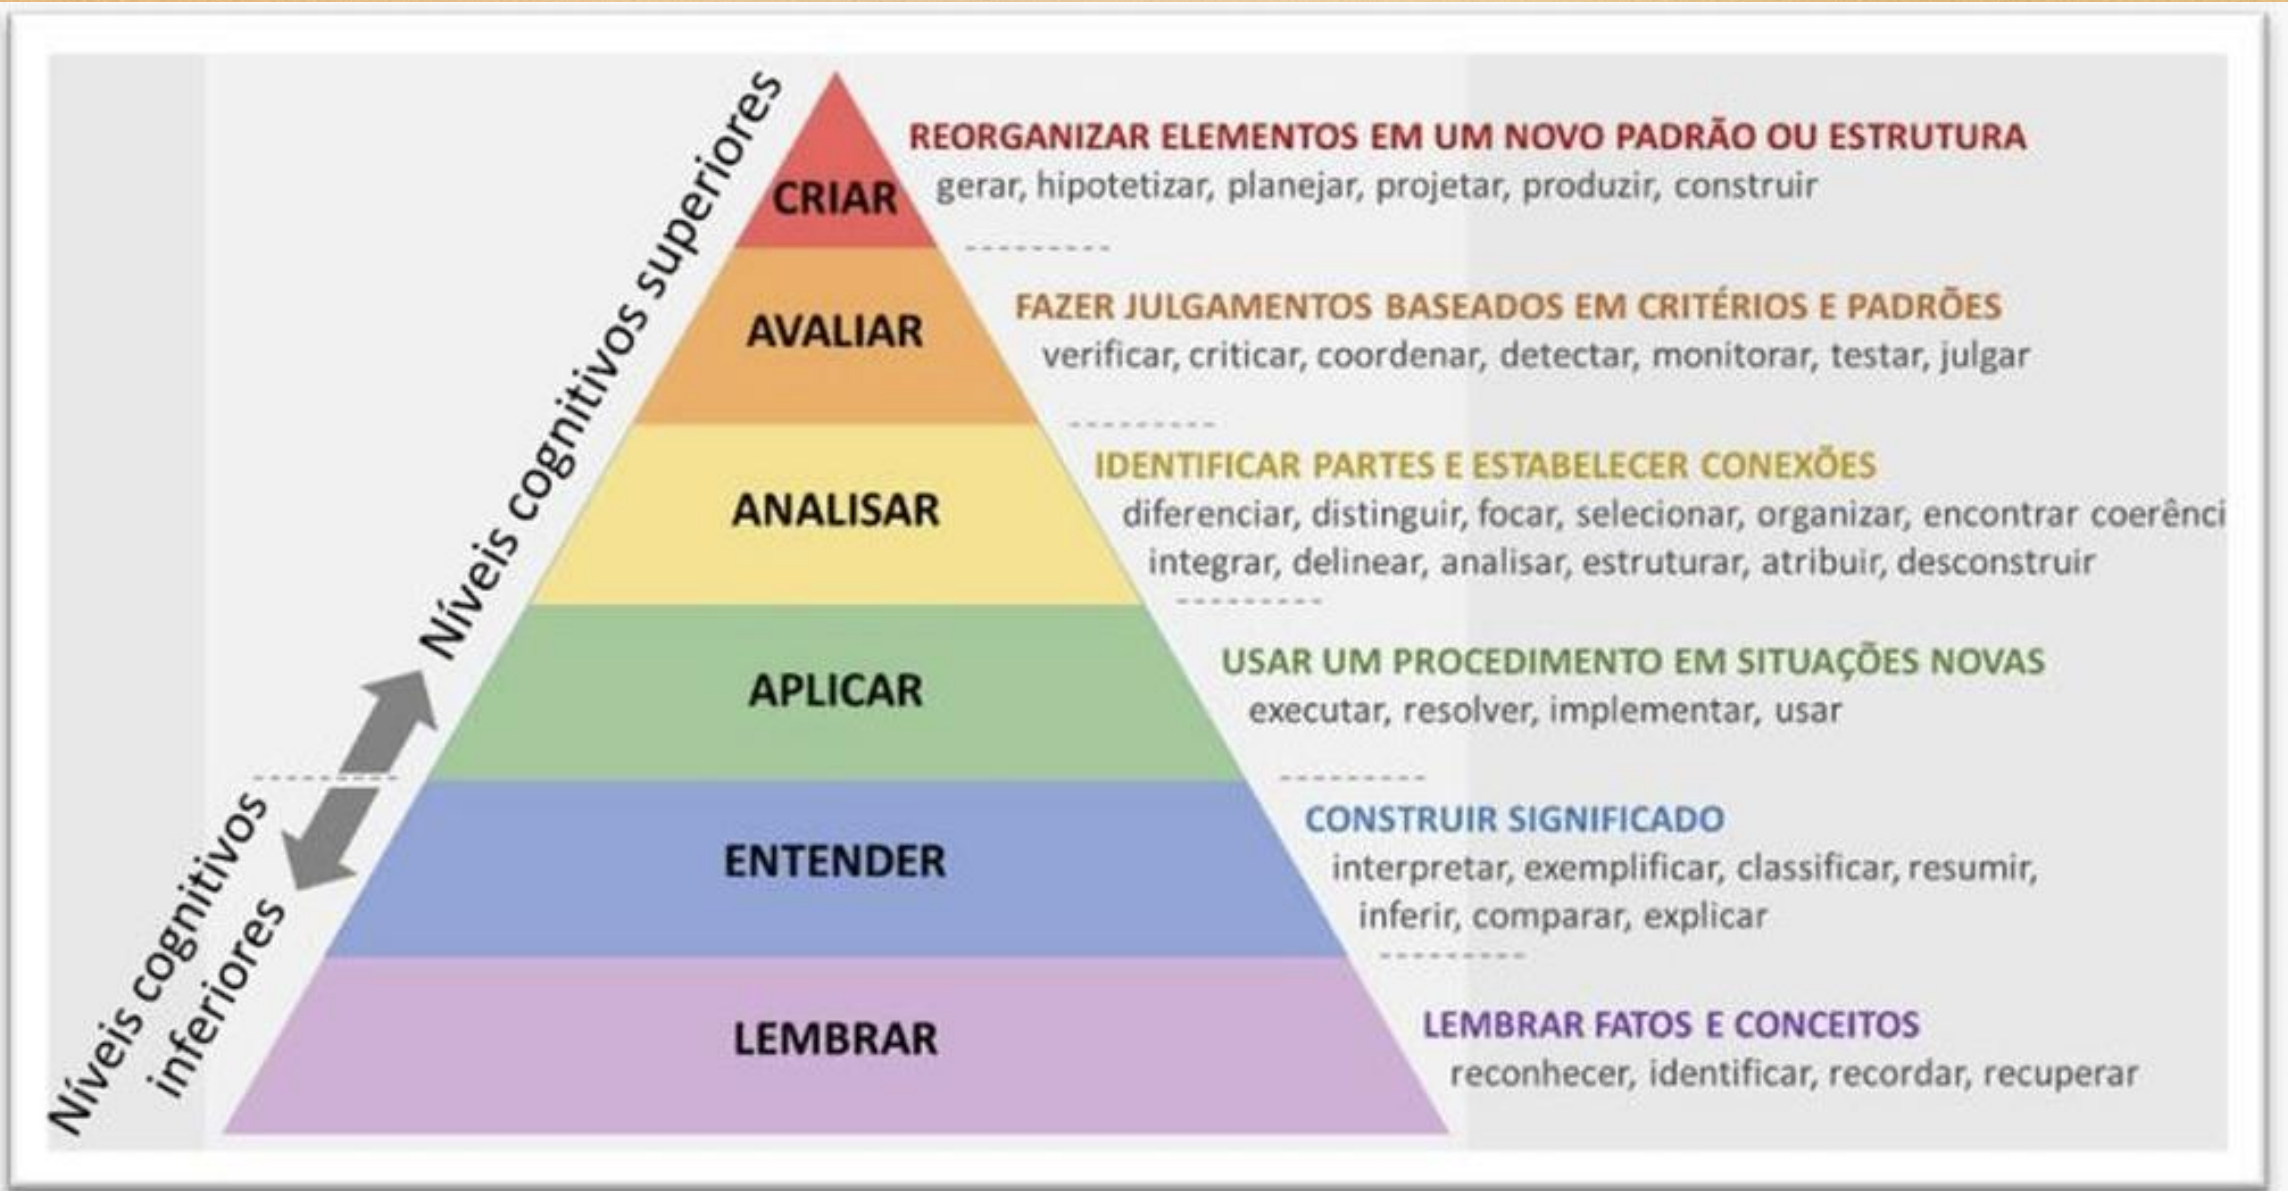 Níveis cognitivos superiores
Níveis cognitivos
inferiores
CRIAR
REORGANIZAR ELEMENTOS EM UM NOVO PADRÃO OU ESTRUTURA
gerar, hipotetizar, planejar, projetar, produzir, construir
AVALIAR
FAZER JULGAMENTOS BASEADOS EM CRITÉRIOS E PADRÕES
verificar, criticar, coordenar, detectar, monitorar, testar, julgar
ANALISAR
IDENTIFICAR PARTES E ESTABELECER CONEXÕES
diferenciar, distinguir, focar, selecionar, organizar, encontrar coerênci
integrar, delinear, analisar, estruturar, atribuir, desconstruir
APLICAR
USAR UM PROCEDIMENTO EM SITUAÇÕES NOVAS
executar, resolver, implementar, usar
ENTENDER
CONSTRUIR SIGNIFICADO
interpretar, exemplificar, classificar, resumir,
inferir, comparar, explicar
LEMBRAR
LEMBRAR FATOS E CONCEITOS
reconhecer, identificar, recordar, recuperar